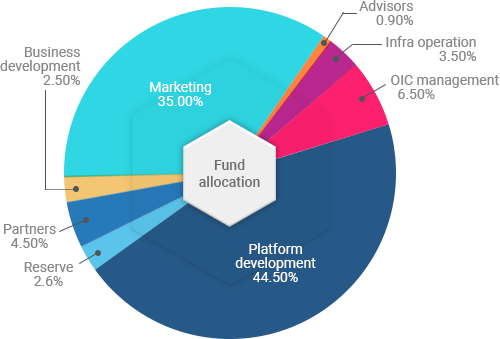 Advisors
0.90%
Infra operation
3.50%
OIC management
6.50%
Business
development
2.50%
Marketing
35.00%
Fund
allocation
Partners
4.50%
Reserve
2.6%
Platform
development
44.50%